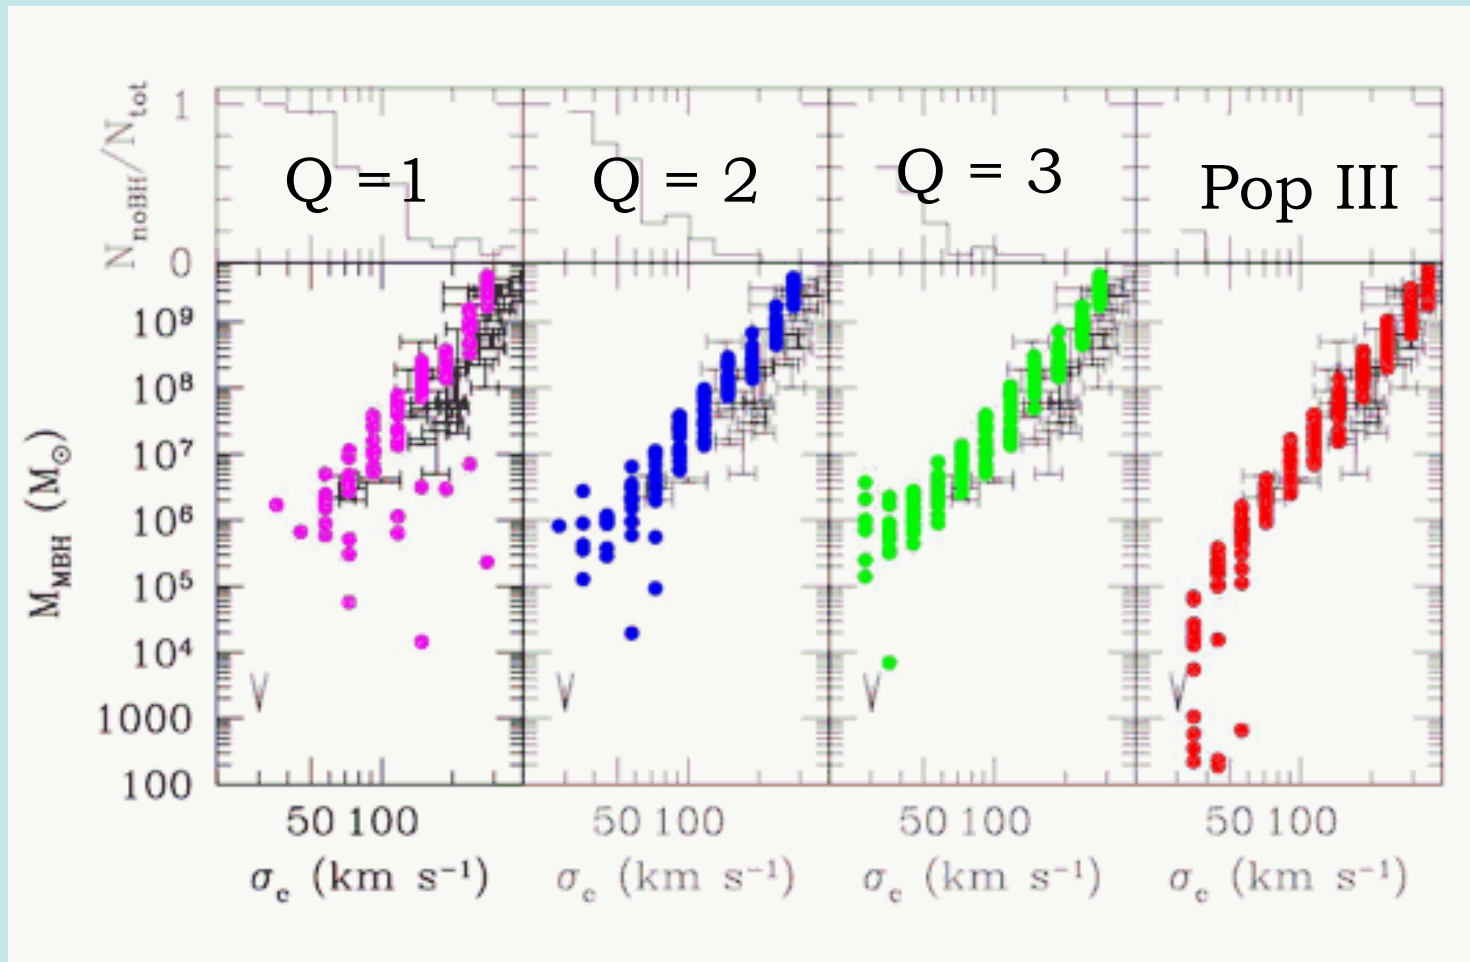 N_noBH/N_tot
1
0
Q =1
Q = 2
Q = 3
Pop III
M_MBH (M_⊙)
10⁹
10⁸
10⁷
10⁶
10⁵
10⁴
1000
100
50 100
50 100
50 100
50 100
σ_c (km s⁻¹)
σ_c (km s⁻¹)
σ_c (km s⁻¹)
σ_c (km s⁻¹)